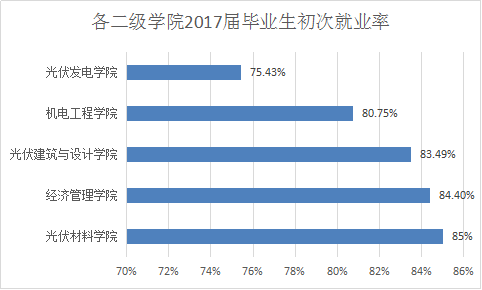 各二级学院2017届毕业生初次就业率
光伏发电学院 75.43%
机电工程学院 80.75%
光伏建筑与设计学院 83.49%
经济管理学院 84.40%
光伏材料学院 85%
70% 72% 74% 76% 78% 80% 82% 84% 86%